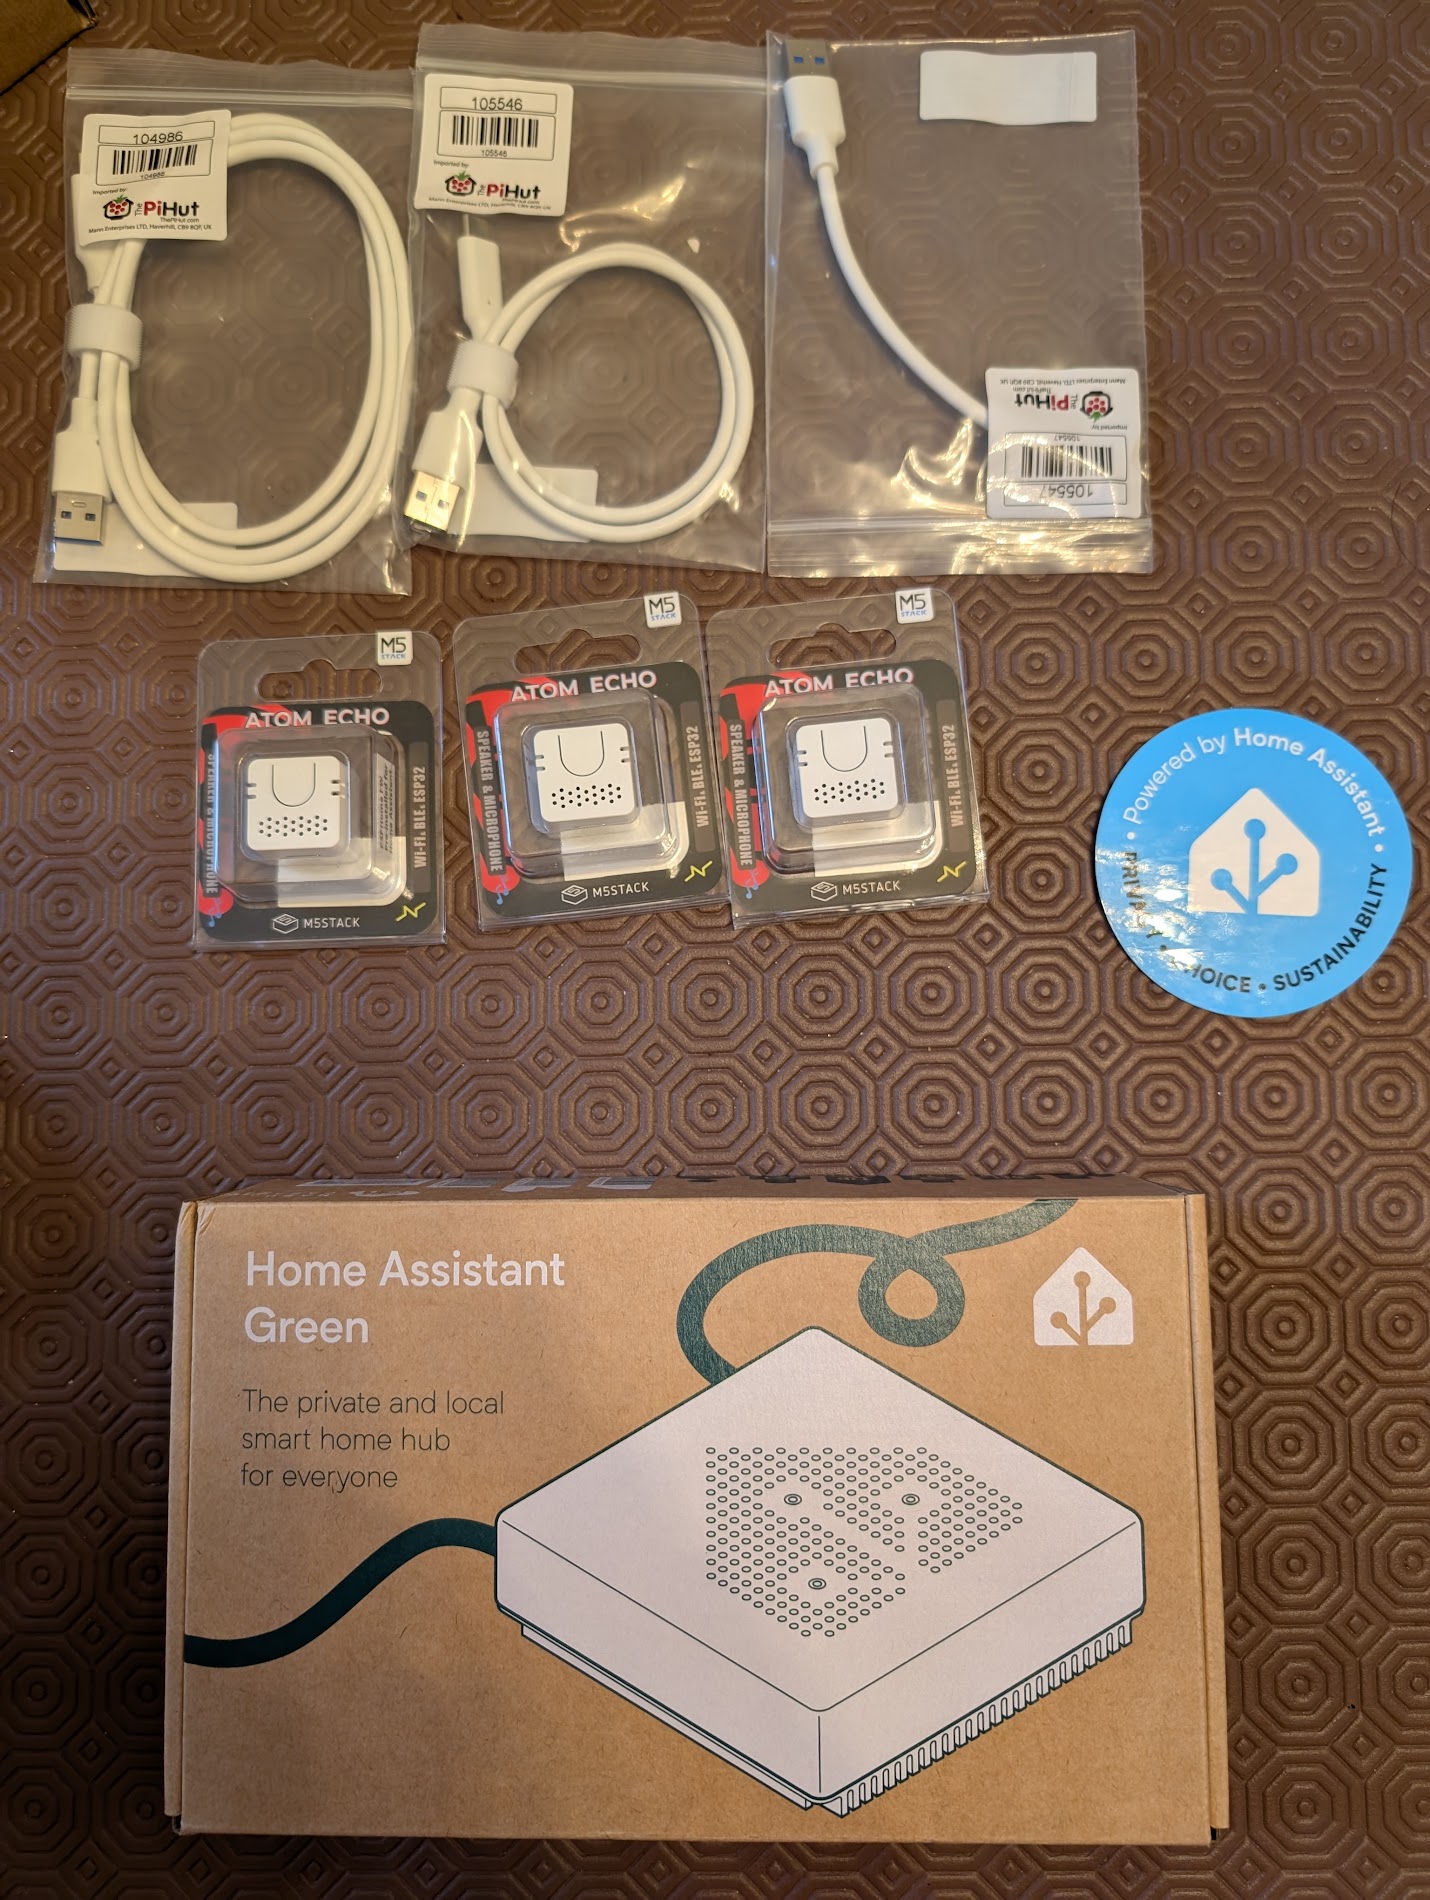 104986
104986
Imported by:
The PiHut
ThePiHut.com
Mann Enterprises LTD, Haverhill, CB9 8QP, UK
105546
105546
Imported by:
The PiHut
ThePiHut.com
Mann Enterprises LTD, Haverhill, CB9 8QP, UK
105547
105547
Imported by:
The PiHut
ThePiHut.com
Mann Enterprises LTD, Haverhill, CB9 8QP, UK
M5
STACK
ATOM ECHO
SPEAKER & MICROPHONE
Wi-Fi. BLE. ESP32
M5STACK
M5
STACK
ATOM ECHO
SPEAKER & MICROPHONE
Wi-Fi. BLE. ESP32
M5STACK
M5
STACK
ATOM ECHO
SPEAKER & MICROPHONE
Wi-Fi. BLE. ESP32
M5STACK
• Powered by Home Assistant •
PRIVACY • CHOICE • SUSTAINABILITY
Home Assistant
Green
The private and local
smart home hub
for everyone